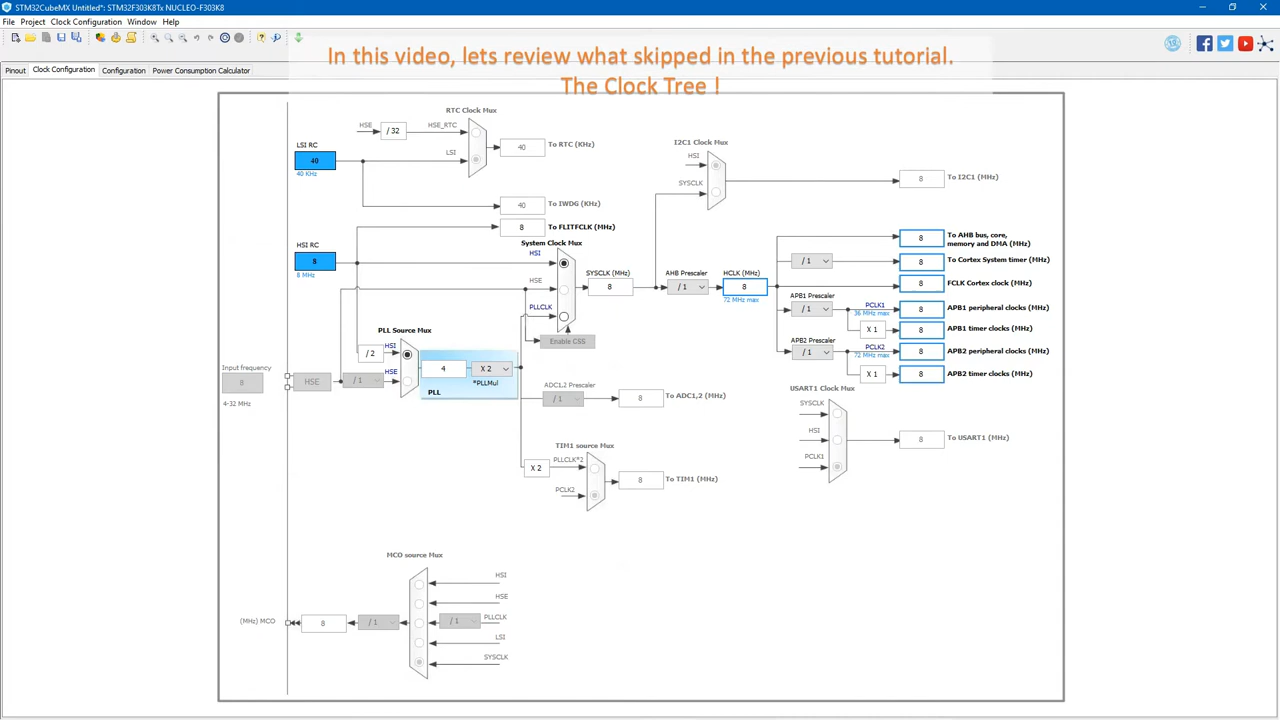 STM32CubeMX Untitled*: STM32F303K8Tx NUCLEO-F303K8
File Project Clock Configuration Window Help
Pinout Clock Configuration Configuration Power Consumption Calculator
In this video, lets review what skipped in the previous tutorial.
The Clock Tree !
RTC Clock Mux
HSE
/ 32
HSE_RTC
40
To RTC (KHz)
LSI RC
40
40 KHz
LSI
40
To IWDG (KHz)
8
To FLITFCLK (MHz)
I2C1 Clock Mux
HSI
SYSCLK
8
To I2C1 (MHz)
HSI RC
8
8 MHz
System Clock Mux
HSI
HSE
PLLCLK
Enable CSS
SYSCLK (MHz)
8
AHB Prescaler
/ 1
HCLK (MHz)
8
72 MHz max
8
To AHB bus, core,
memory and DMA (MHz)
/ 1
8
To Cortex System timer (MHz)
8
FCLK Cortex clock (MHz)
APB1 Prescaler
/ 1
PCLK1
36 MHz max
8
APB1 peripheral clocks (MHz)
X 1
8
APB1 timer clocks (MHz)
APB2 Prescaler
/ 1
PCLK2
72 MHz max
8
APB2 peripheral clocks (MHz)
X 1
8
APB2 timer clocks (MHz)
PLL Source Mux
HSI
/ 2
HSE
Input frequency
8
4-32 MHz
HSE
/ 1
4
X 2
*PLLMul
PLL
ADC1,2 Prescaler
/ 1
8
To ADC1,2 (MHz)
USART1 Clock Mux
SYSCLK
HSI
PCLK1
8
To USART1 (MHz)
TIM1 source Mux
X 2
PLLCLK*2
PCLK2
8
To TIM1 (MHz)
MCO source Mux
HSI
HSE
(MHz) MCO
8
/ 1
/ 1
PLLCLK
LSI
SYSCLK